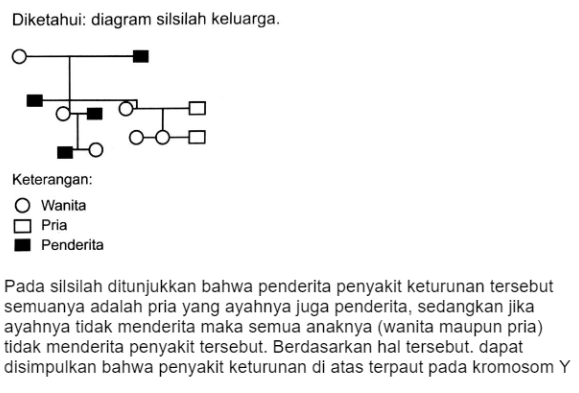 Diketahui: diagram silsilah keluarga.
Keterangan:
Wanita
Pria
Penderita
Pada silsilah ditunjukkan bahwa penderita penyakit keturunan tersebut
semuanya adalah pria yang ayahnya juga penderita, sedangkan jika
ayahnya tidak menderita maka semua anaknya (wanita maupun pria)
tidak menderita penyakit tersebut. Berdasarkan hal tersebut. dapat
disimpulkan bahwa penyakit keturunan di atas terpaut pada kromosom Y